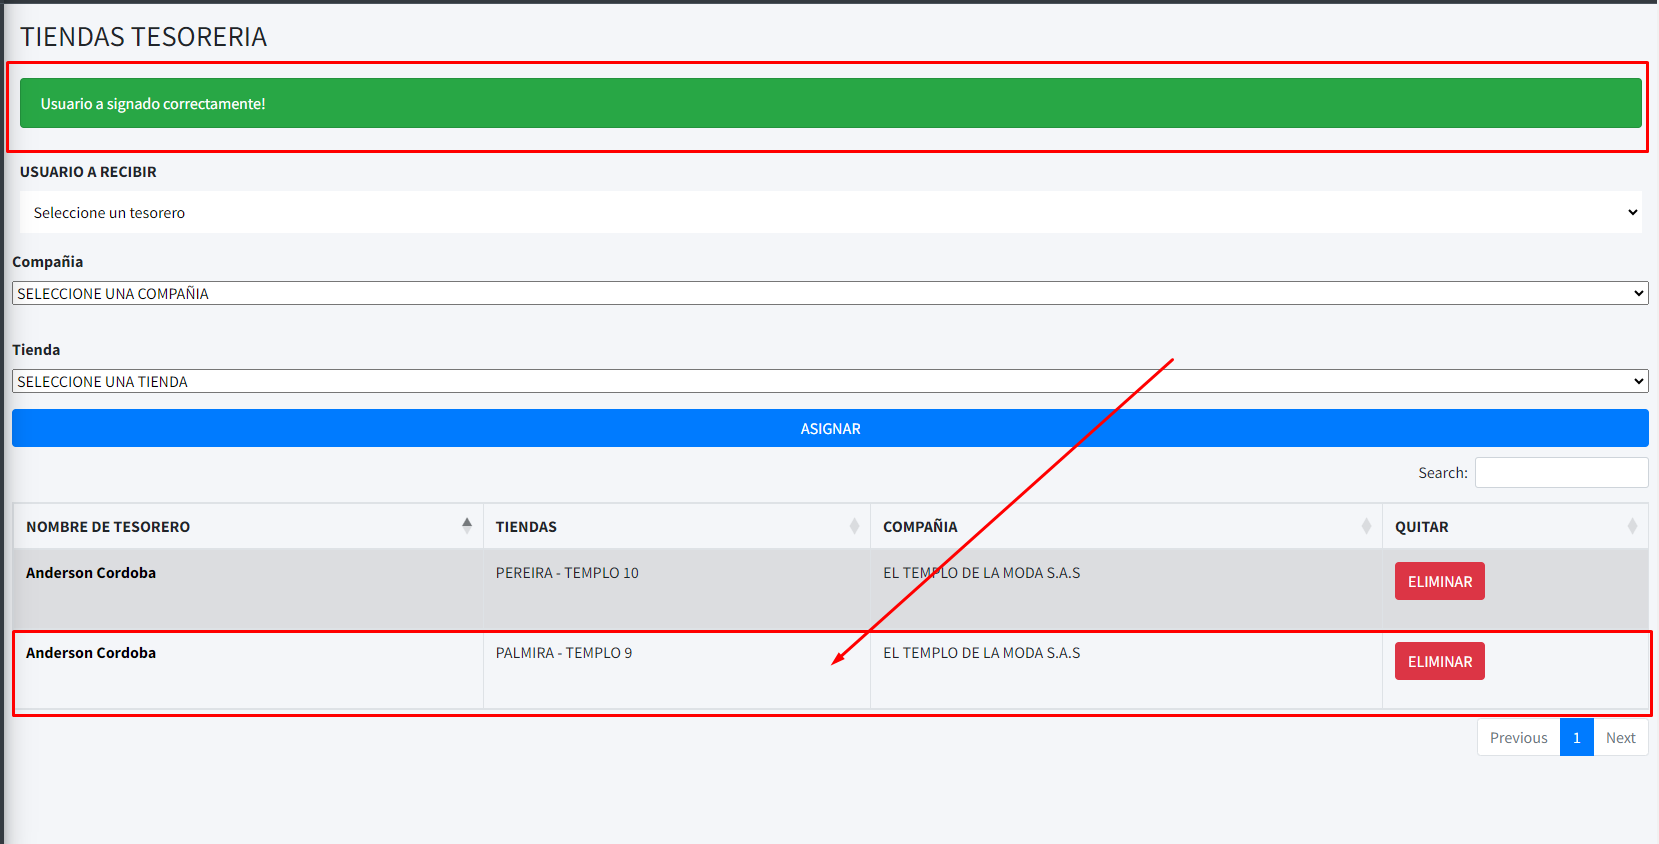 TIENDAS TESORERIA
Usuario a signado correctamente!
USUARIO A RECIBIR
Seleccione un tesorero
Compañia
SELECCIONE UNA COMPAÑIA
Tienda
SELECCIONE UNA TIENDA
ASIGNAR
Search:
NOMBRE DE TESORERO TIENDAS COMPAÑIA QUITAR
Anderson Cordoba PEREIRA - TEMPLO 10 EL TEMPLO DE LA MODA S.A.S ELIMINAR
Anderson Cordoba PALMIRA - TEMPLO 9 EL TEMPLO DE LA MODA S.A.S ELIMINAR
Previous 1 Next